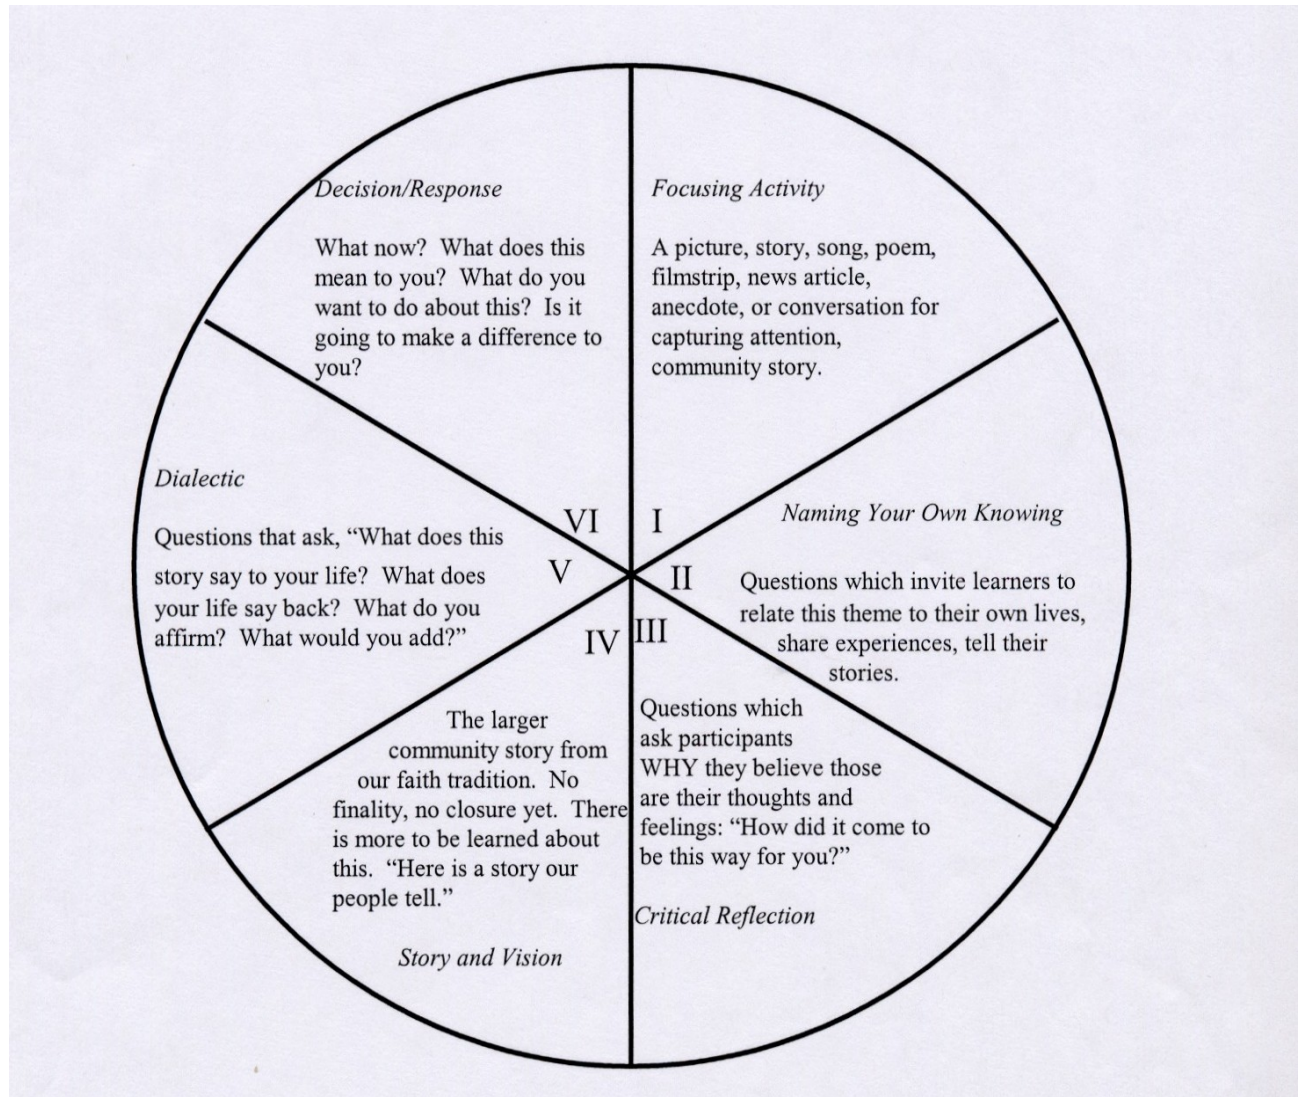 Focusing Activity
A picture, story, song, poem,
filmstrip, news article,
anecdote, or conversation for
capturing attention,
community story.
I
Naming Your Own Knowing
II
Questions which invite learners to
relate this theme to their own lives,
share experiences, tell their
stories.
III
Questions which
ask participants
WHY they believe those
are their thoughts and
feelings: “How did it come to
be this way for you?”
Critical Reflection
IV
The larger
community story from
our faith tradition.  No
finality, no closure yet.  There
is more to be learned about
this.  “Here is a story our
people tell.”
Story and Vision
Dialectic
Questions that ask, “What does this
story say to your life?  What does
your life say back?  What do you
affirm?  What would you add?”
V
Decision/Response
What now?  What does this
mean to you?  What do you
want to do about this?  Is it
going to make a difference to
you?
VI